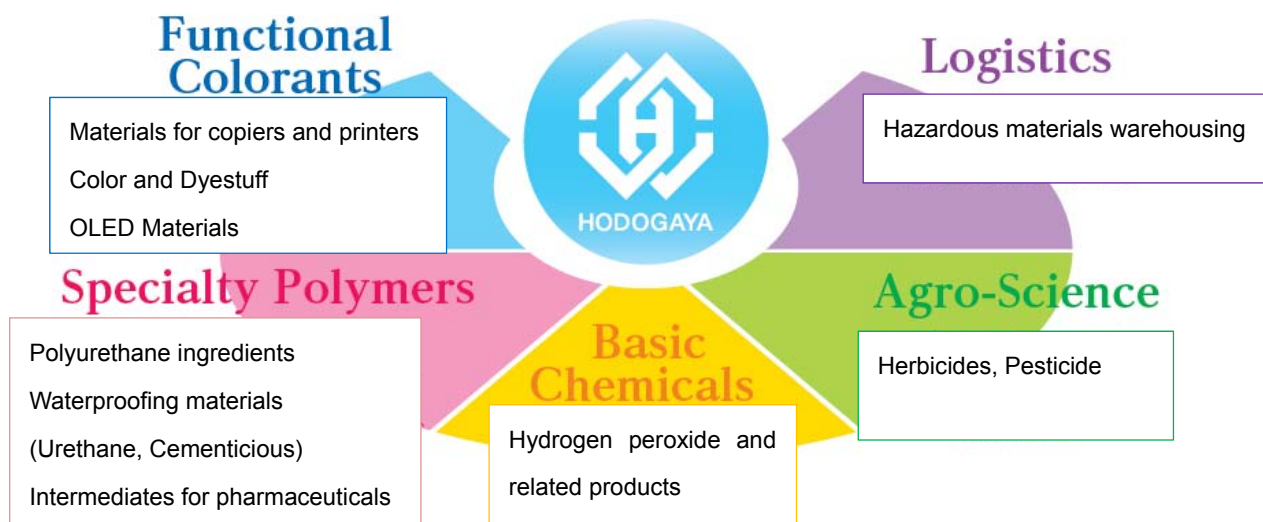 Functional
Colorants
Materials for copiers and printers
Color and Dyestuff
OLED Materials
HODOGAYA
Logistics
Hazardous materials warehousing
Specialty Polymers
Polyurethane ingredients
Waterproofing materials
(Urethane, Cementicious)
Intermediates for pharmaceuticals
Basic
Chemicals
Hydrogen peroxide and
related products
Agro-Science
Herbicides, Pesticide